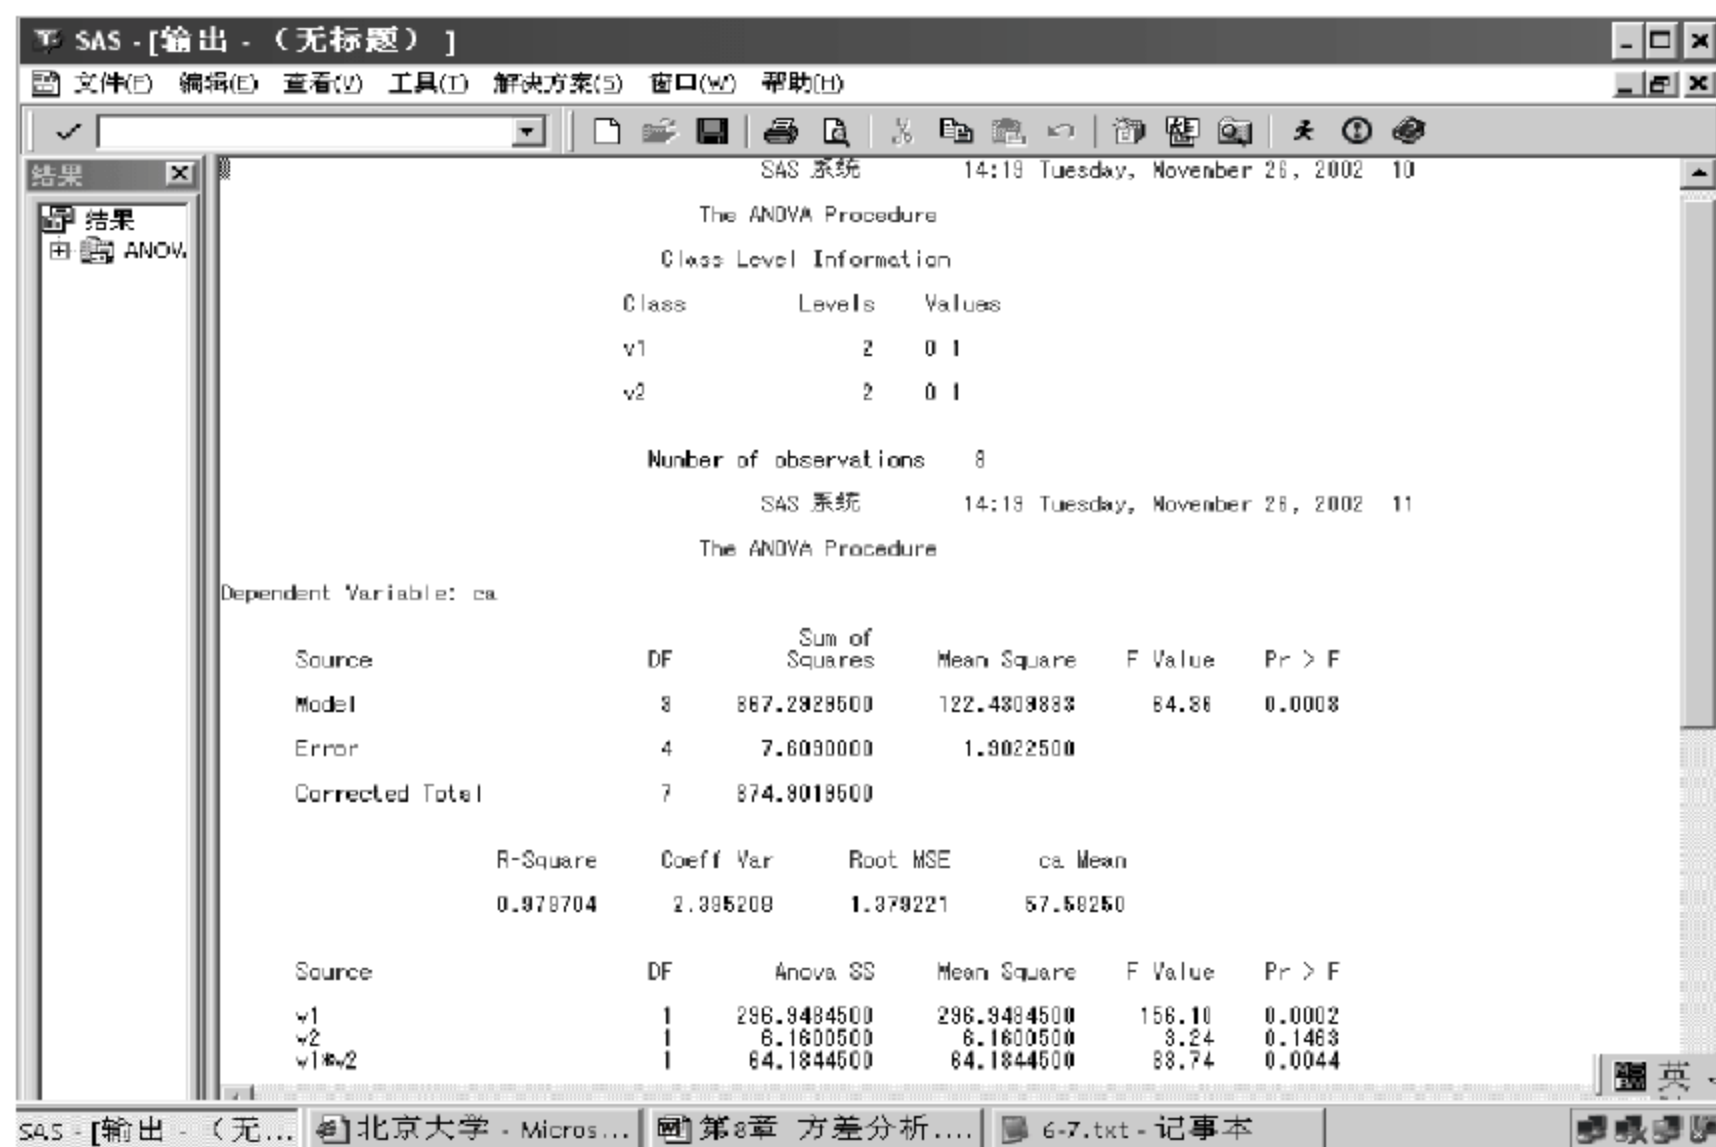 SAS - [输出 - （无标题） ]
文件(F) 编辑(E) 查看(V) 工具(T) 解决方案(S) 窗口(W) 帮助(H)
结果
结果
ANOV
SAS 系统 14:19 Tuesday, November 26, 2002 10
The ANOVA Procedure
Class Level Information
Class Levels Values
v1 2 0 1
v2 2 0 1
Number of observations 8
SAS 系统 14:19 Tuesday, November 26, 2002 11
The ANOVA Procedure
Dependent Variable: ca
Sum of
Source DF Squares Mean Square F Value Pr > F
Model 3 367.2929500 122.4309833 64.36 0.0008
Error 4 7.6090000 1.9022500
Corrected Total 7 374.9019500
R-Square Coeff Var Root MSE ca Mean
0.979704 2.395208 1.379221 57.58250
Source DF Anova SS Mean Square F Value Pr > F
v1 1 296.9484500 296.9484500 156.10 0.0002
v2 1 6.1600500 6.1600500 3.24 0.1463
v1*v2 1 64.1844500 64.1844500 33.74 0.0044
英
SAS - [输出 - （无... 北京大学 - Micros... 第8章 方差分析.... 6-7.txt - 记事本